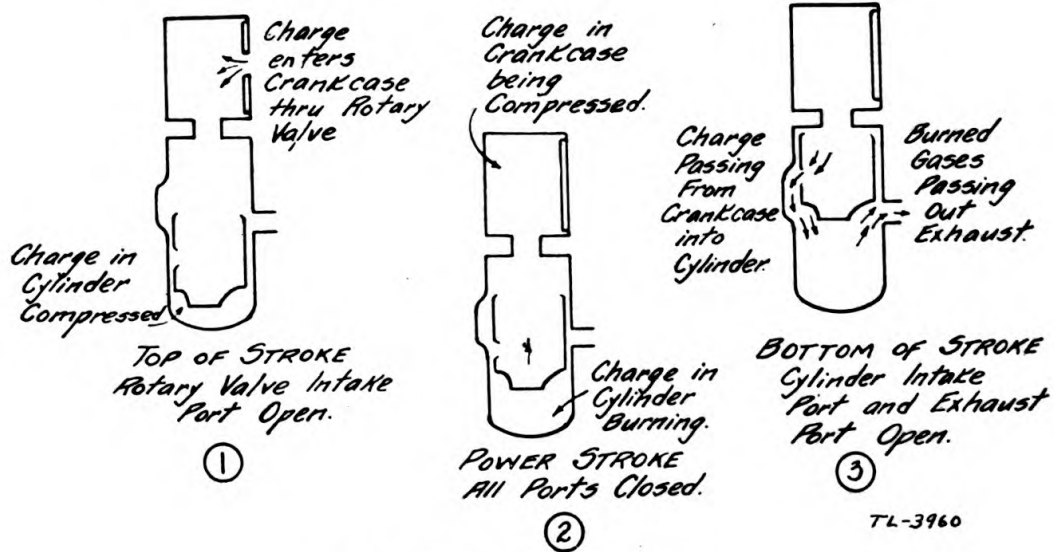 Charge
enters
Crankcase
thru Rotary
Valve
Charge in
Cylinder
Compressed
TOP OF STROKE
Rotary Valve Intake
Port Open.
1
Charge in
Crankcase
being
Compressed.
Charge in
Cylinder
Burning.
POWER STROKE
All Ports Closed.
2
Charge
Passing
From
Crankcase
into
Cylinder.
Burned
Gases
Passing
Out
Exhaust.
BOTTOM OF STROKE
Cylinder Intake
Port and Exhaust
Port Open.
3
TL-3960